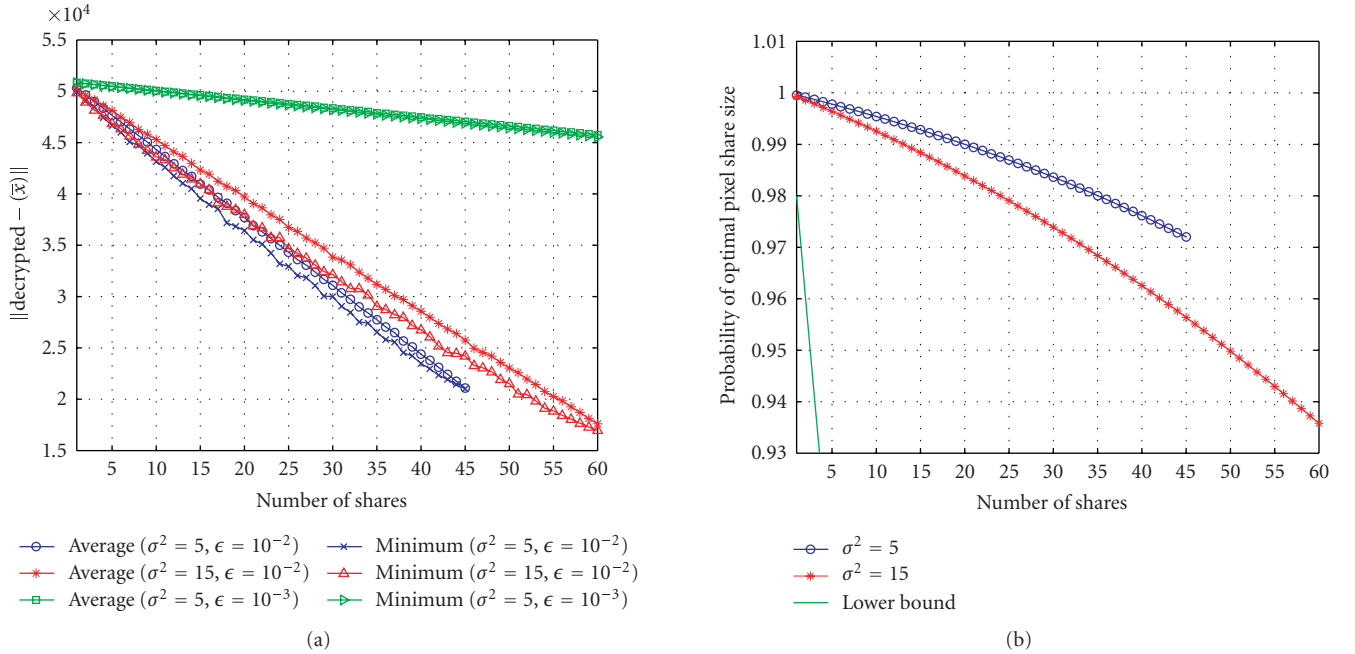 ×10⁴
5.5
5
4.5
4
3.5
3
2.5
2
1.5
5 10 15 20 25 30 35 40 45 50 55 60
||decrypted − (x̅)||
Number of shares
Average (σ² = 5, ϵ = 10⁻²)
Average (σ² = 15, ϵ = 10⁻²)
Average (σ² = 5, ϵ = 10⁻³)
Minimum (σ² = 5, ϵ = 10⁻²)
Minimum (σ² = 15, ϵ = 10⁻²)
Minimum (σ² = 5, ϵ = 10⁻³)
(a)
1.01
1
0.99
0.98
0.97
0.96
0.95
0.94
0.93
5 10 15 20 25 30 35 40 45 50 55 60
Probability of optimal pixel share size
Number of shares
σ² = 5
σ² = 15
Lower bound
(b)